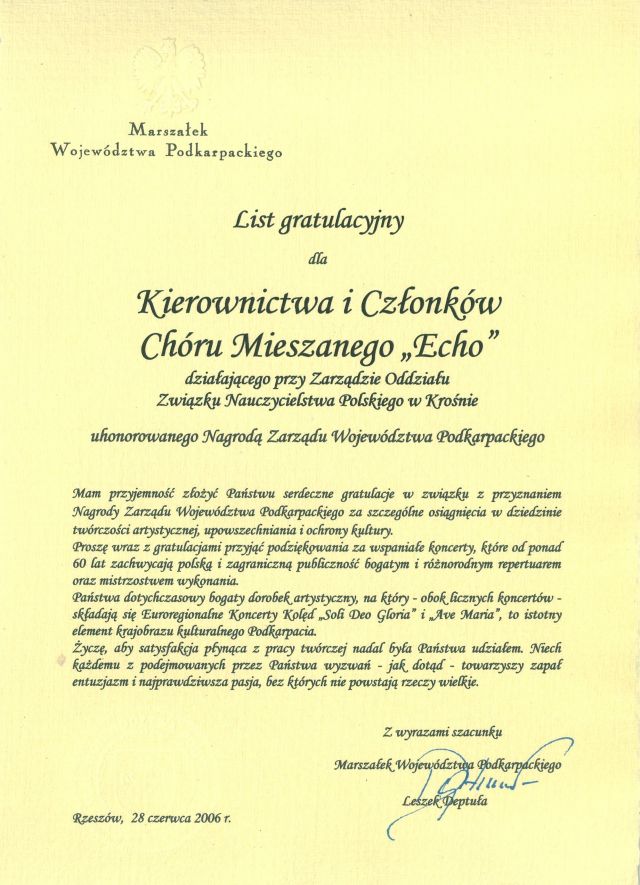 Marszałek
Województwa Podkarpackiego
List gratulacyjny
dla
Kierownictwa i Członków
Chóru Mieszanego „Echo”
działającego przy Zarządzie Oddziału
Związku Nauczycielstwa Polskiego w Krośnie
uhonorowanego Nagrodą Zarządu Województwa Podkarpackiego
Mam przyjemność złożyć Państwu serdeczne gratulacje w związku z przyznaniem
Nagrody Zarządu Województwa Podkarpackiego za szczególne osiągnięcia w dziedzinie
twórczości artystycznej, upowszechniania i ochrony kultury.
Proszę wraz z gratulacjami przyjąć podziękowania za wspaniałe koncerty, które od ponad
60 lat zachwycają polską i zagraniczną publiczność bogatym i różnorodnym repertuarem
oraz mistrzostwem wykonania.
Państwa dotychczasowy bogaty dorobek artystyczny, na który - obok licznych koncertów -
składają się Euroregionalne Koncerty Kolęd „Soli Deo Gloria” i „Ave Maria”, to istotny
element krajobrazu kulturalnego Podkarpacia.
Życzę, aby satysfakcja płynąca z pracy twórczej nadal była Państwa udziałem. Niech
każdemu z podejmowanych przez Państwa wyzwań - jak dotąd - towarzyszy zapał
entuzjazm i najprawdziwsza pasja, bez których nie powstają rzeczy wielkie.
Z wyrazami szacunku
Marszałek Województwa Podkarpackiego
Leszek Deptuła
Rzeszów, 28 czerwca 2006 r.